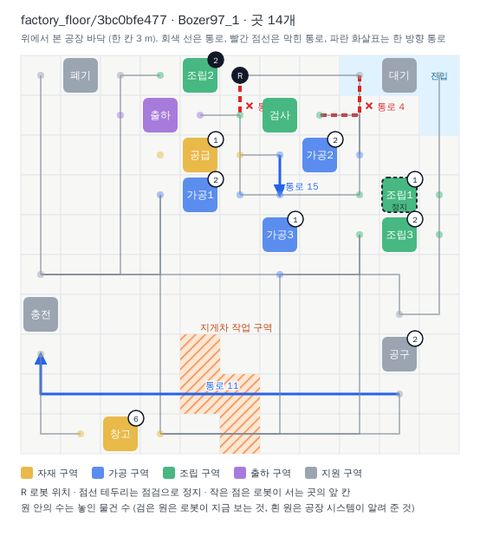 factory_floor/3bc0bfe477 · Bozer97_1 · 곳 14개
위에서 본 공장 바닥 (한 칸 3 m). 회색 선은 통로, 빨간 점선은 막힌 통로, 파란 화살표는 한 방향 통로
폐기
조립2
2
R
대기
진입
출하
✕ 통
검사
✕ 통로 4
공급
1
가공2
2
가공1
2
통로 15
조립1
1
정지
가공3
1
조립3
2
충전
지게차 작업 구역
공구
2
통로 11
창고
6
자재 구역
가공 구역
조립 구역
출하 구역
지원 구역
R 로봇 위치 · 점선 테두리는 점검으로 정지 · 작은 점은 로봇이 서는 곳의 앞 칸
원 안의 수는 놓인 물건 수 (검은 원은 로봇이 지금 보는 것, 흰 원은 공장 시스템이 알려 준 것)